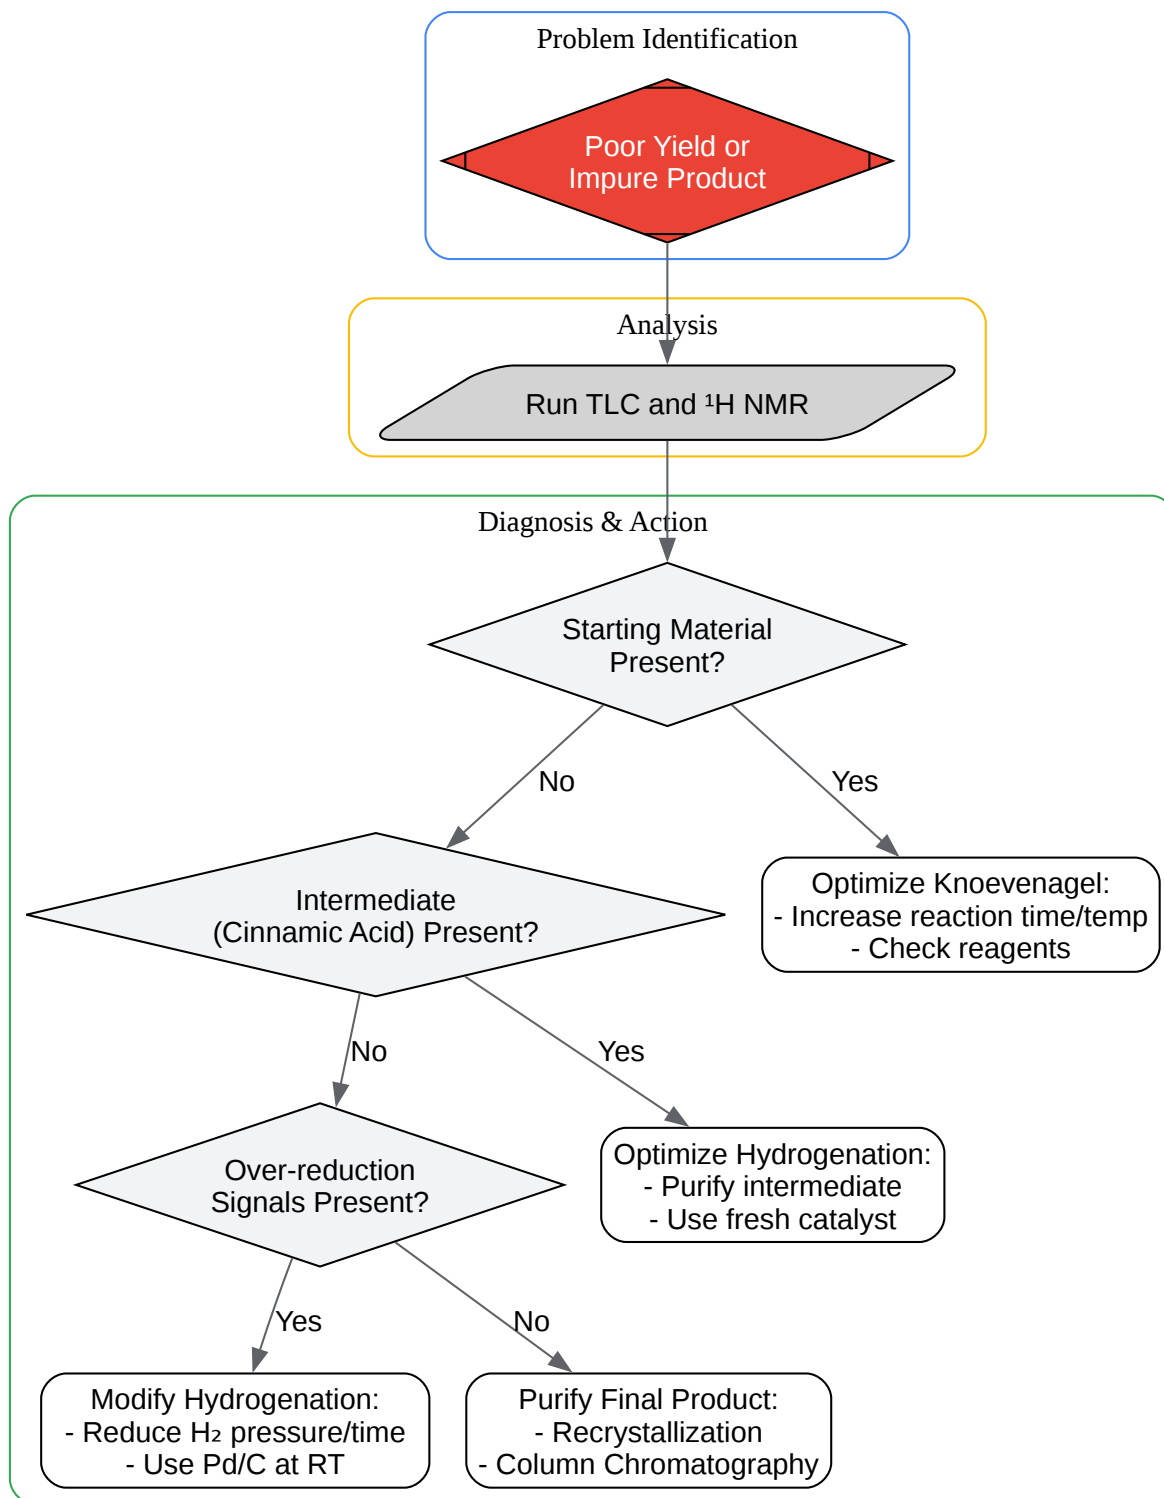 Problem Identification
Poor Yield or
Impure Product
Analysis
Run TLC and ¹H NMR
Diagnosis & Action
Starting Material
Present?
No
Yes
Intermediate
(Cinnamic Acid) Present?
Optimize Knoevenagel:
- Increase reaction time/temp
- Check reagents
No
Yes
Over-reduction
Signals Present?
Optimize Hydrogenation:
- Purify intermediate
- Use fresh catalyst
Yes
No
Modify Hydrogenation:
- Reduce H₂ pressure/time
- Use Pd/C at RT
Purify Final Product:
- Recrystallization
- Column Chromatography